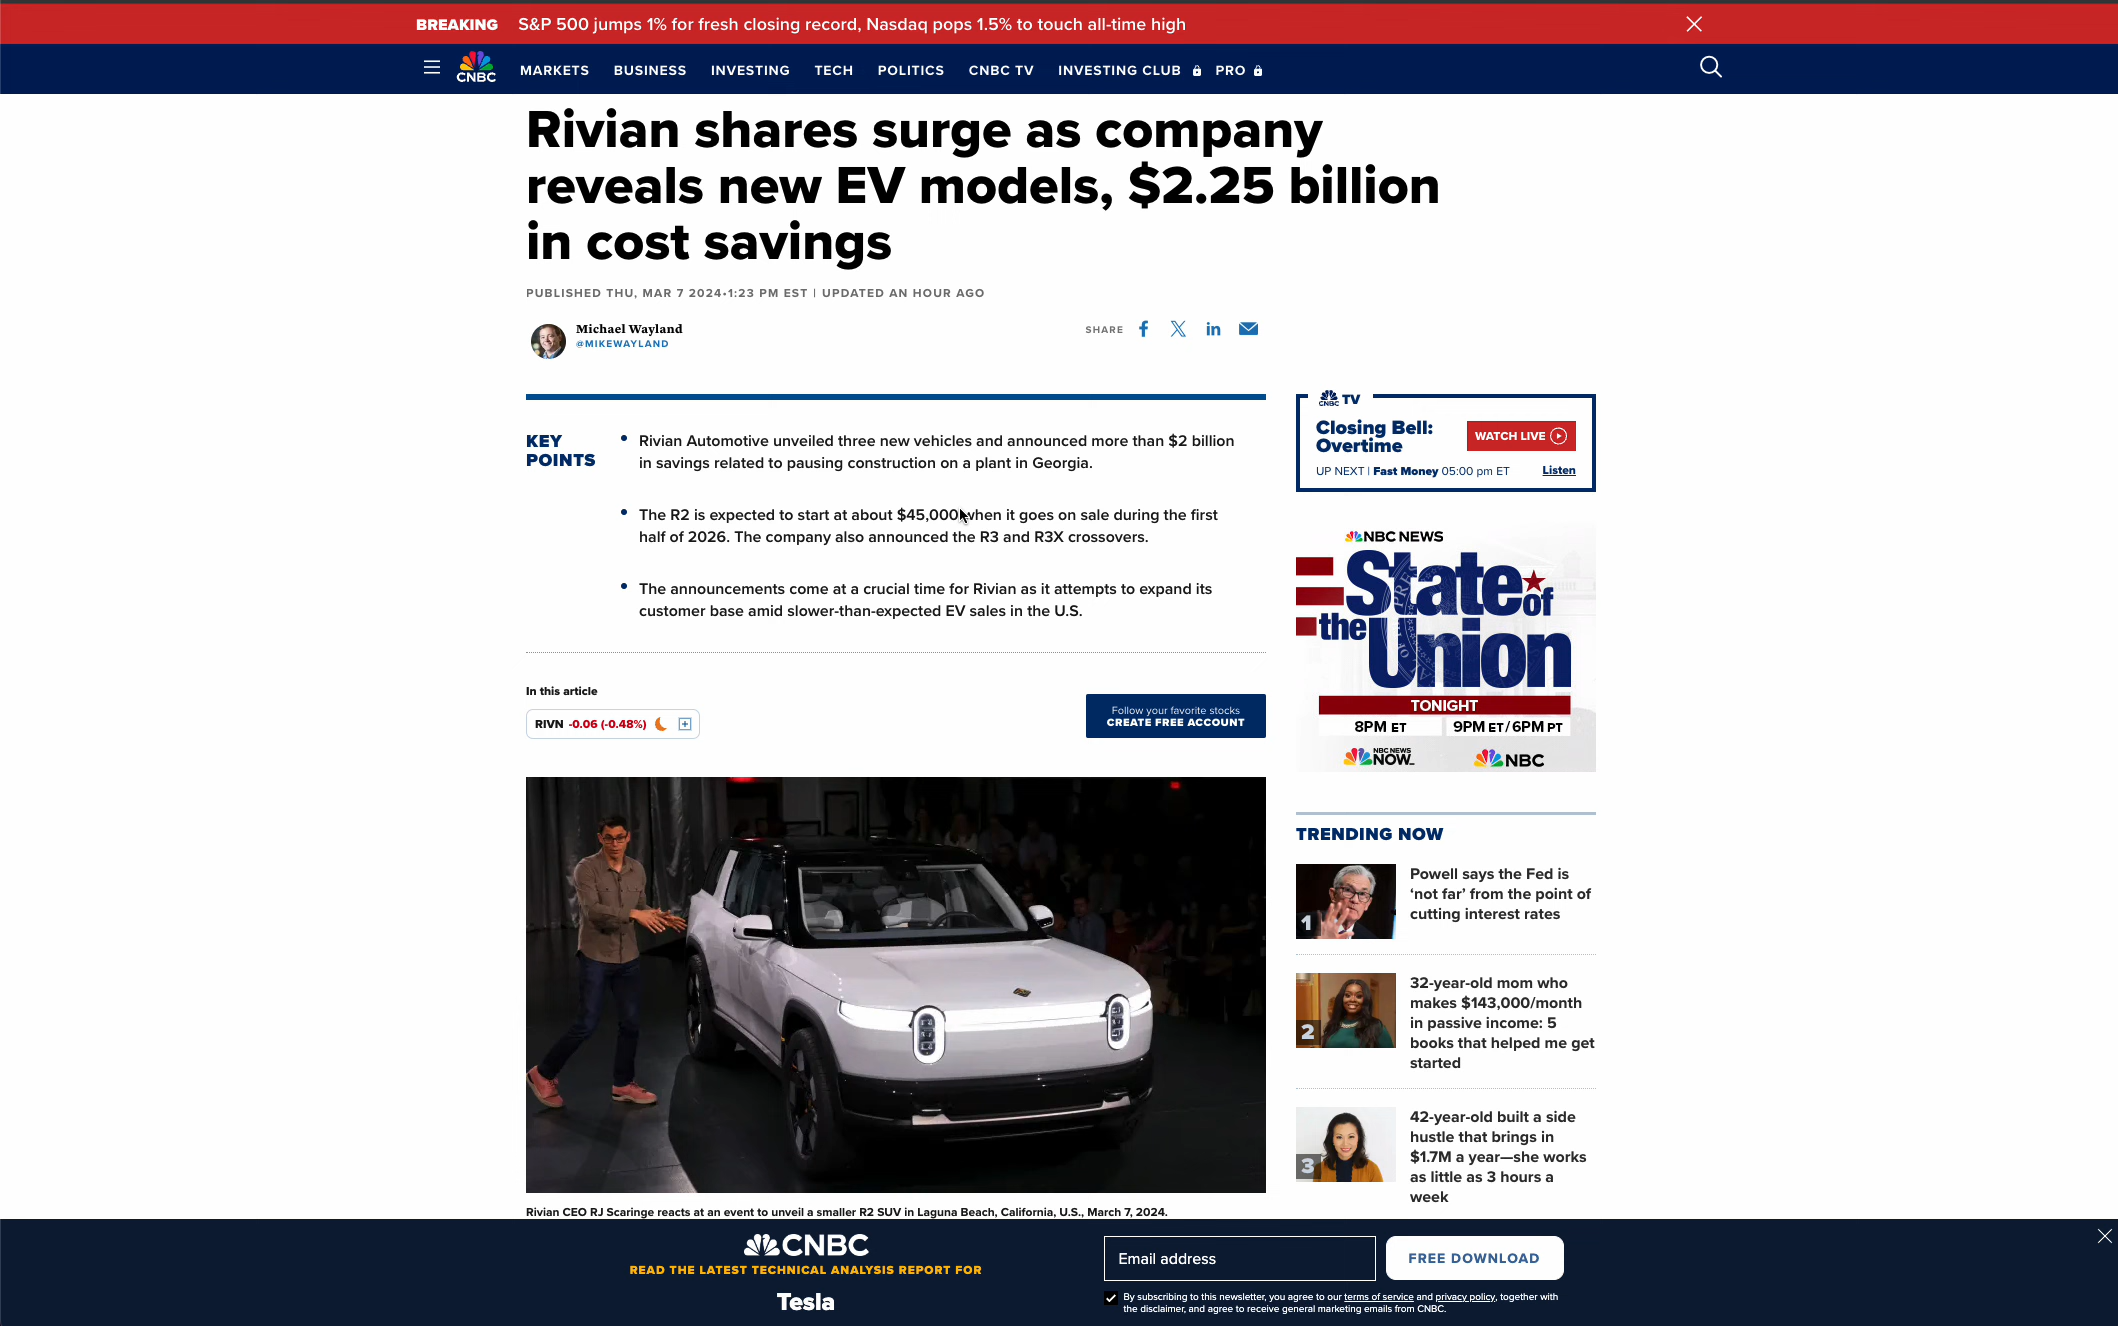 BREAKING S&P 500 jumps 1% for fresh closing record, Nasdaq pops 1.5% to touch all-time high
CNBC MARKETS BUSINESS INVESTING TECH POLITICS CNBC TV INVESTING CLUB PRO
Rivian shares surge as company
reveals new EV models, $2.25 billion
in cost savings
PUBLISHED THU, MAR 7 2024•1:23 PM EST | UPDATED AN HOUR AGO
Michael Wayland
@MIKEWAYLAND
SHARE
KEY
POINTS
Rivian Automotive unveiled three new vehicles and announced more than $2 billion
in savings related to pausing construction on a plant in Georgia.
The R2 is expected to start at about $45,000 when it goes on sale during the first
half of 2026. The company also announced the R3 and R3X crossovers.
The announcements come at a crucial time for Rivian as it attempts to expand its
customer base amid slower-than-expected EV sales in the U.S.
In this article
RIVN -0.06 (-0.48%)
Follow your favorite stocks
CREATE FREE ACCOUNT
Rivian CEO RJ Scaringe reacts at an event to unveil a smaller R2 SUV in Laguna Beach, California, U.S., March 7, 2024.
CNBC TV
Closing Bell:
Overtime
WATCH LIVE
UP NEXT | Fast Money 05:00 pm ET Listen
NBC NEWS
State of
the Union
TONIGHT
8PM ET 9PM ET/6PM PT
NBC NEWS
NOW
NBC
TRENDING NOW
1
Powell says the Fed is
‘not far’ from the point of
cutting interest rates
2
32-year-old mom who
makes $143,000/month
in passive income: 5
books that helped me get
started
3
42-year-old built a side
hustle that brings in
$1.7M a year—she works
as little as 3 hours a
week
CNBC
READ THE LATEST TECHNICAL ANALYSIS REPORT FOR
Tesla
Email address
FREE DOWNLOAD
By subscribing to this newsletter, you agree to our terms of service and privacy policy, together with
the disclaimer, and agree to receive general marketing emails from CNBC.